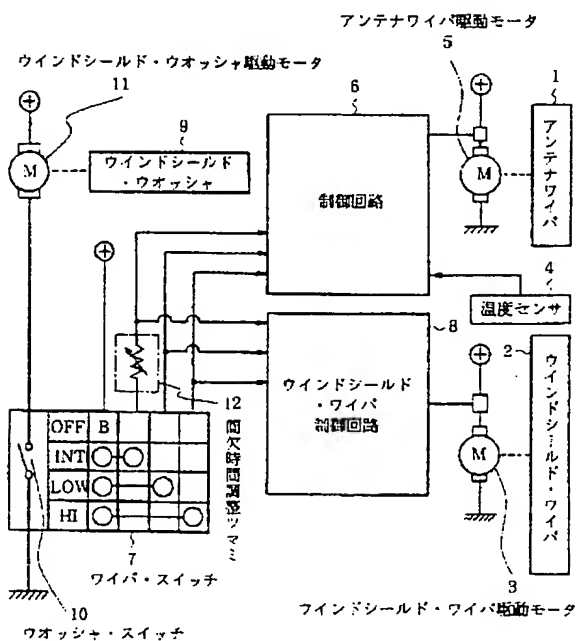 アンテナワイパ駆動モータ
5
ウインドシールド・ウオッシャ駆動モータ
11
6
1
9
M
ウインドシールド
・ウオッシャ
制御回路
M
アンテナワイパ
4
温度センサ
8
2
12
ウインドシールド
・ワイパ
制御回路
M
ウインドシールド・ワイパ
OFF B
INT
LOW
HI
間欠時間調整ツマミ
7
ワイパ・スイッチ
3
10
ウインドシールド・ワイパ駆動モータ
ウオッシャ・スイッチ